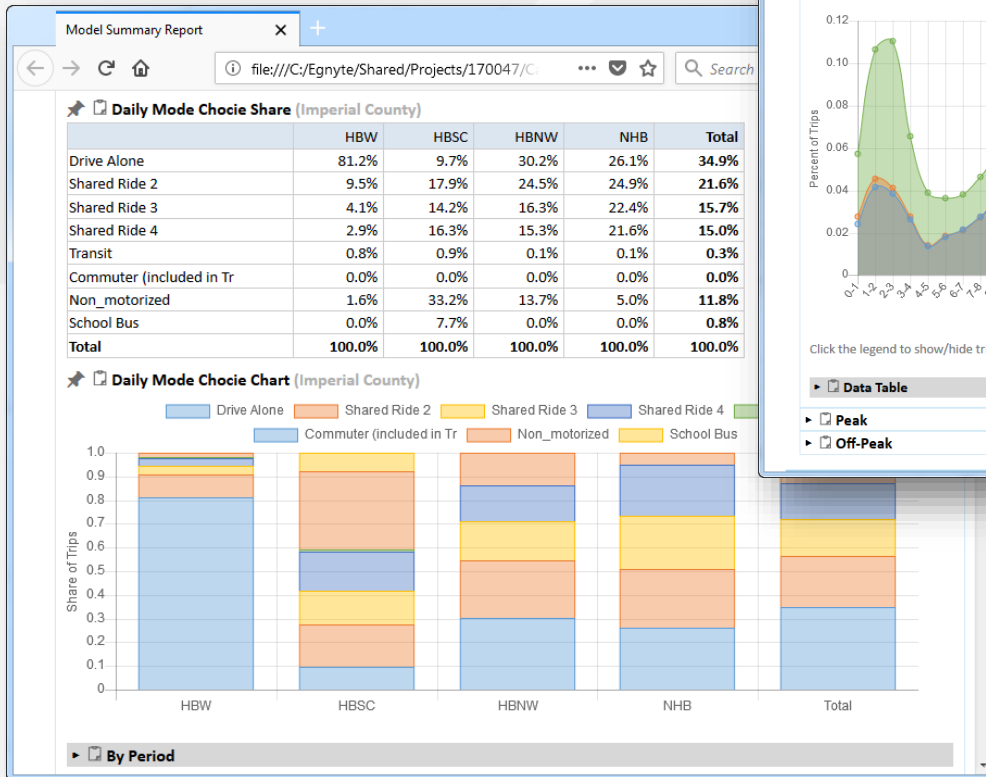 Model Summary Report
file:///C:/Egnyte/Shared/Projects/170047/C
Search
Daily Mode Chocie Share (Imperial County)
HBW HBSC HBNW NHB Total
Drive Alone 81.2% 9.7% 30.2% 26.1% 34.9%
Shared Ride 2 9.5% 17.9% 24.5% 24.9% 21.6%
Shared Ride 3 4.1% 14.2% 16.3% 22.4% 15.7%
Shared Ride 4 2.9% 16.3% 15.3% 21.6% 15.0%
Transit 0.8% 0.9% 0.1% 0.1% 0.3%
Commuter (included in Tr 0.0% 0.0% 0.0% 0.0% 0.0%
Non_motorized 1.6% 33.2% 13.7% 5.0% 11.8%
School Bus 0.0% 7.7% 0.0% 0.0% 0.8%
Total 100.0% 100.0% 100.0% 100.0% 100.0%
Daily Mode Chocie Chart (Imperial County)
Drive Alone Shared Ride 2 Shared Ride 3 Shared Ride 4
Commuter (included in Tr Non_motorized School Bus
Share of Trips
1.0
0.9
0.8
0.7
0.6
0.5
0.4
0.3
0.2
0.1
0
HBW HBSC HBNW NHB Total
By Period
Percent of Trips
0.12
0.10
0.08
0.06
0.04
0.02
0
0-1 1-2 2-3 3-4 4-5 5-6 6-7 7-8
Click the legend to show/hide tr
Data Table
Peak
Off-Peak